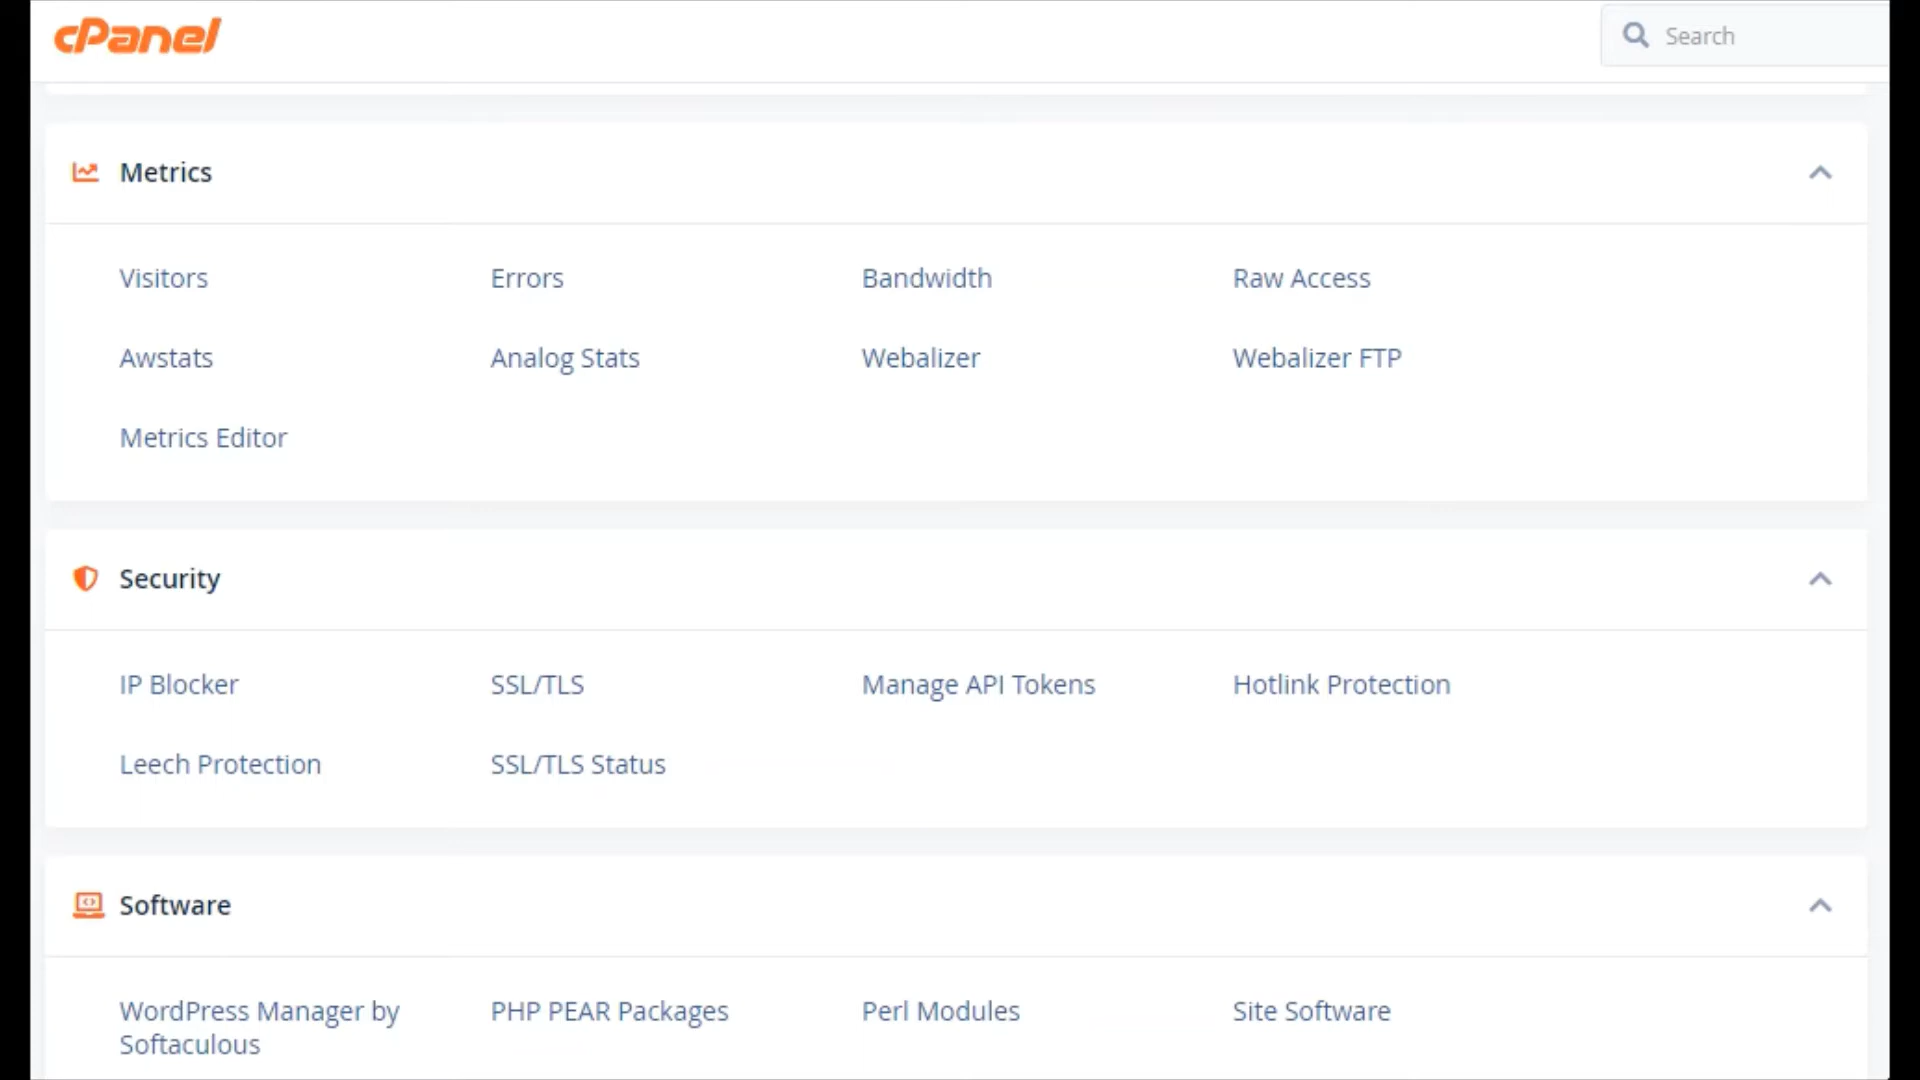 cPanel
Search
Metrics
Visitors
Errors
Bandwidth
Raw Access
Awstats
Analog Stats
Webalizer
Webalizer FTP
Metrics Editor
Security
IP Blocker
SSL/TLS
Manage API Tokens
Hotlink Protection
Leech Protection
SSL/TLS Status
Software
WordPress Manager by
Softaculous
PHP PEAR Packages
Perl Modules
Site Software